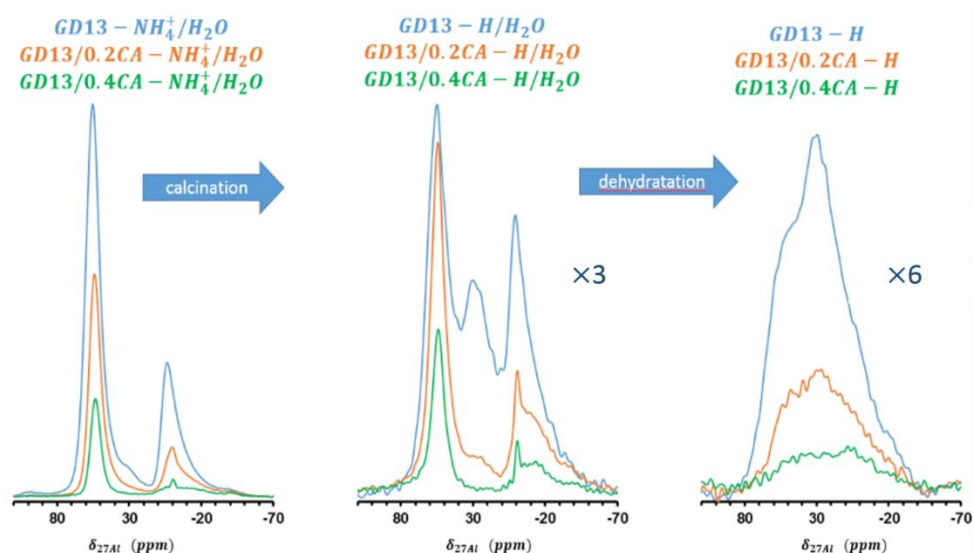 GD13 − NH₄⁺/H₂O
GD13/0.2CA − NH₄⁺/H₂O
GD13/0.4CA − NH₄⁺/H₂O
calcination
80 30 -20 -70
δ₂₇Al (ppm)
GD13 − H/H₂O
GD13/0.2CA − H/H₂O
GD13/0.4CA − H/H₂O
dehydratation
×3
80 30 -20 -70
δ₂₇Al (ppm)
GD13 − H
GD13/0.2CA − H
GD13/0.4CA − H
×6
80 30 -20 -70
δ₂₇Al (ppm)